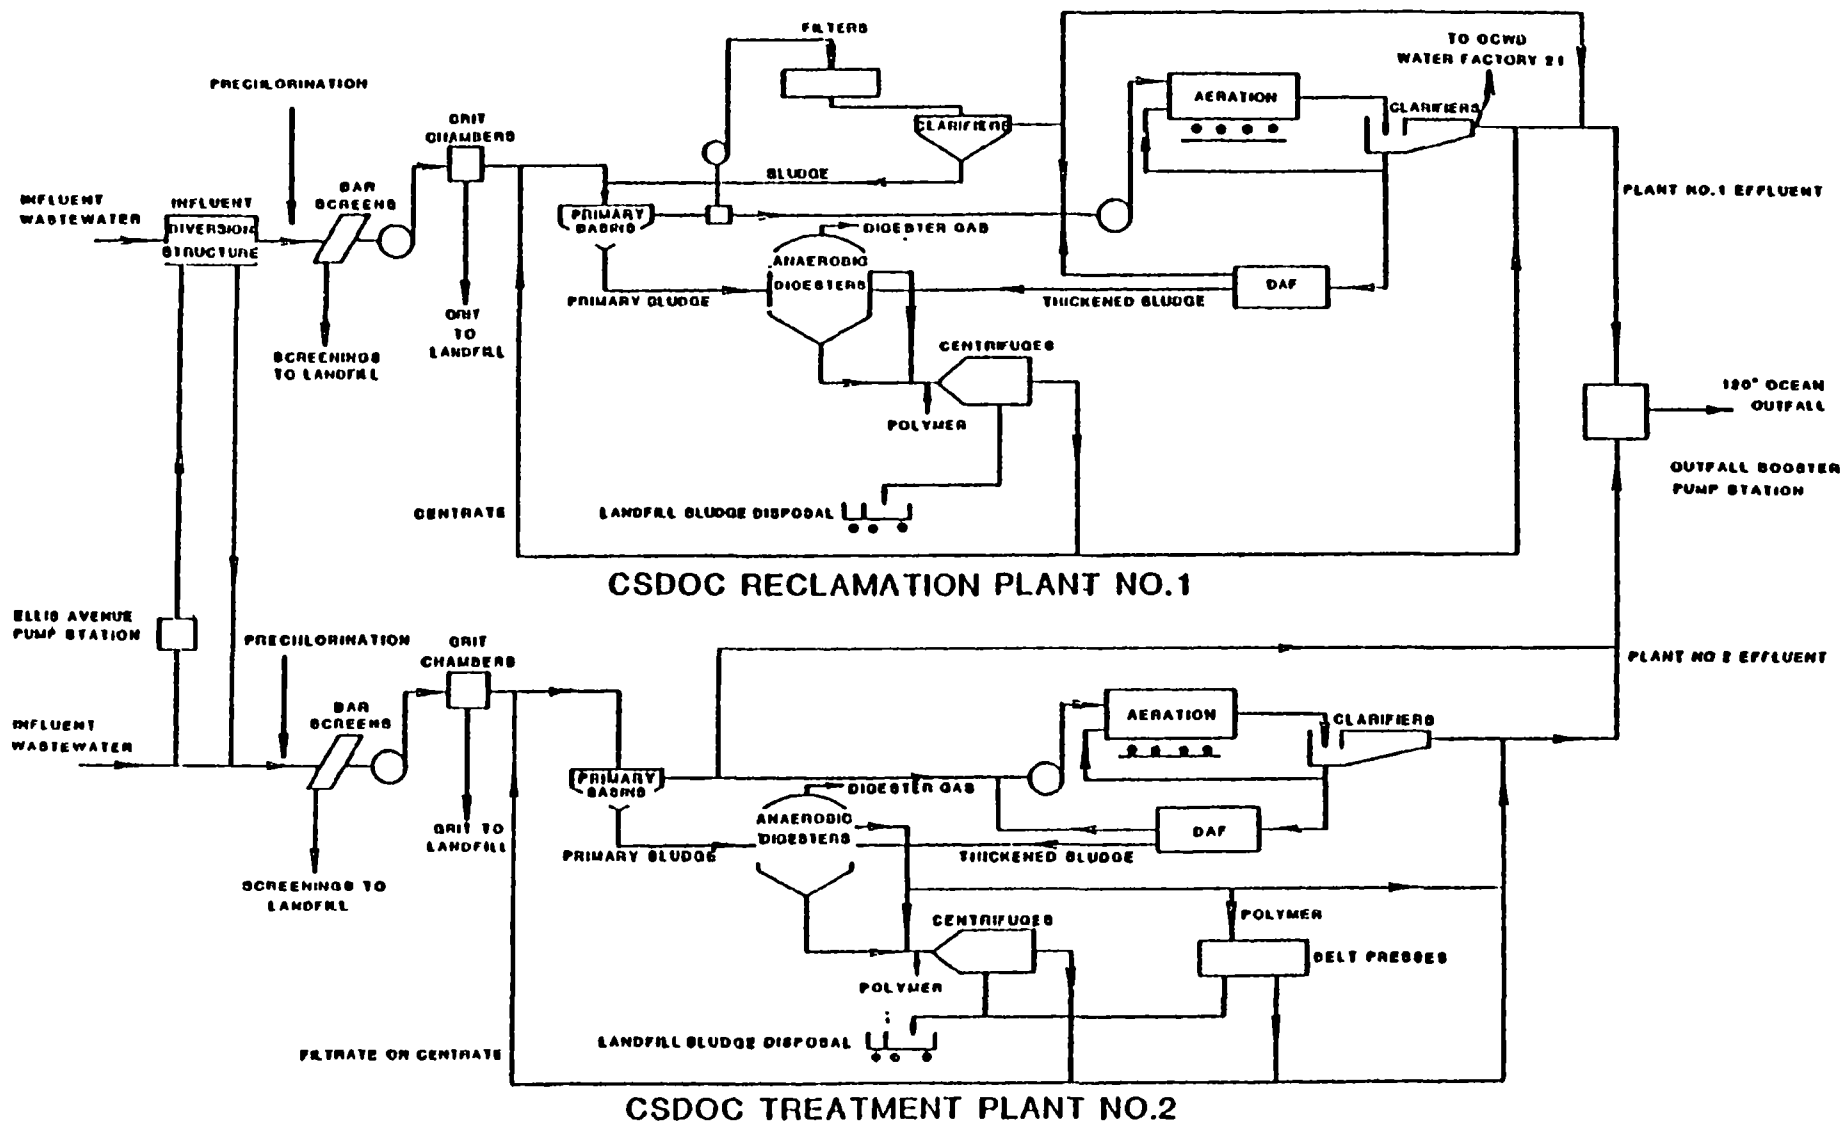 FILTERS
TO OCWD
WATER FACTORY 21
PRECHLORINATION
AERATION
CLARIFIERS
GRIT
CHAMBERS
CLARIFIERS
SLUDGE
BAR
SCREENS
INFLUENT
WASTEWATER
INFLUENT
DIVERSION
STRUCTURE
PLANT NO.1 EFFLUENT
PRIMARY
BASINS
DIGESTER GAS
ANAEROBIC
DIGESTERS
DAF
PRIMARY SLUDGE
THICKENED SLUDGE
GRIT
TO
LANDFILL
SCREENINGS
TO LANDFILL
CENTRIFUGES
120" OCEAN
OUTFALL
POLYMER
OUTFALL BOOSTER
PUMP STATION
CENTRATE
LANDFILL SLUDGE DISPOSAL
CSDOC RECLAMATION PLANT NO.1
ELLIS AVENUE
PUMP STATION
PRECHLORINATION
GRIT
CHAMBERS
PLANT NO 2 EFFLUENT
BAR
SCREENS
AERATION
CLARIFIERS
INFLUENT
WASTEWATER
PRIMARY
BASINS
DIGESTER GAS
ANAEROBIC
DIGESTERS
DAF
GRIT TO
LANDFILL
PRIMARY SLUDGE
THICKENED SLUDGE
SCREENINGS TO
LANDFILL
CENTRIFUGES
POLYMER
BELT PRESSES
POLYMER
LANDFILL SLUDGE DISPOSAL
FILTRATE OR CENTRATE
CSDOC TREATMENT PLANT NO.2